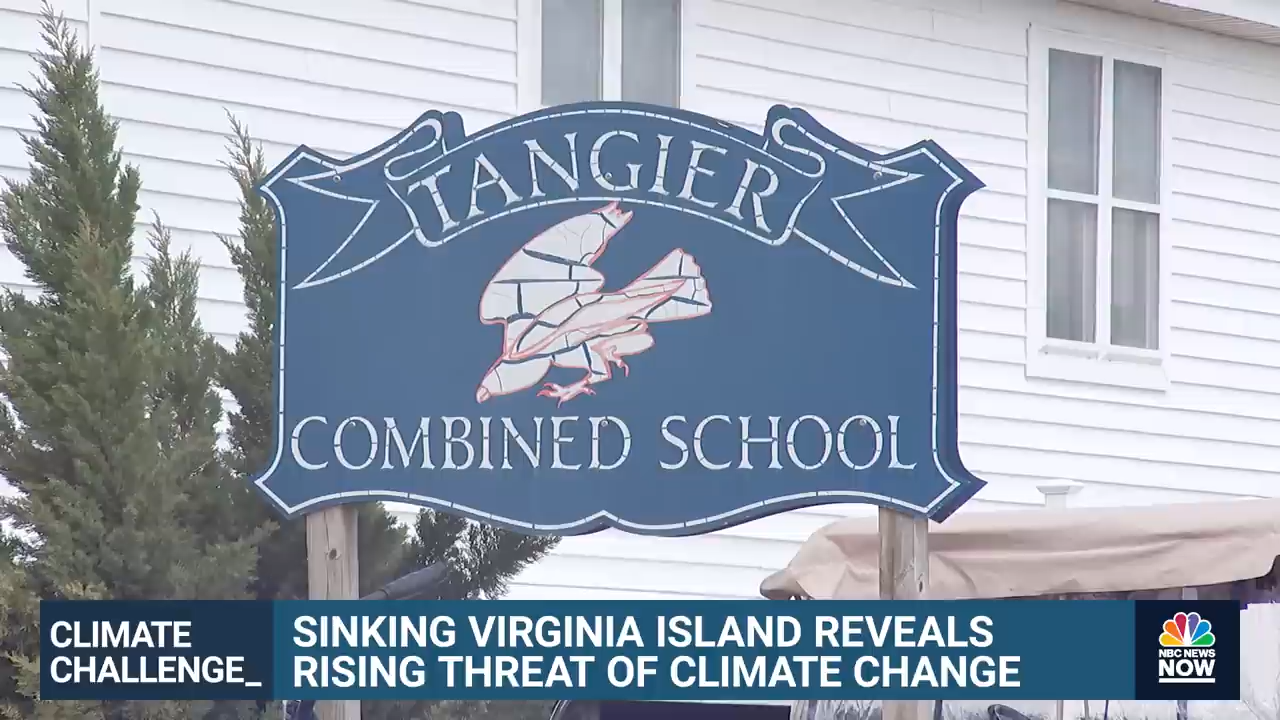 TANGIER
COMBINED SCHOOL
CLIMATE
CHALLENGE_
SINKING VIRGINIA ISLAND REVEALS
RISING THREAT OF CLIMATE CHANGE
NBC NEWS
NOW